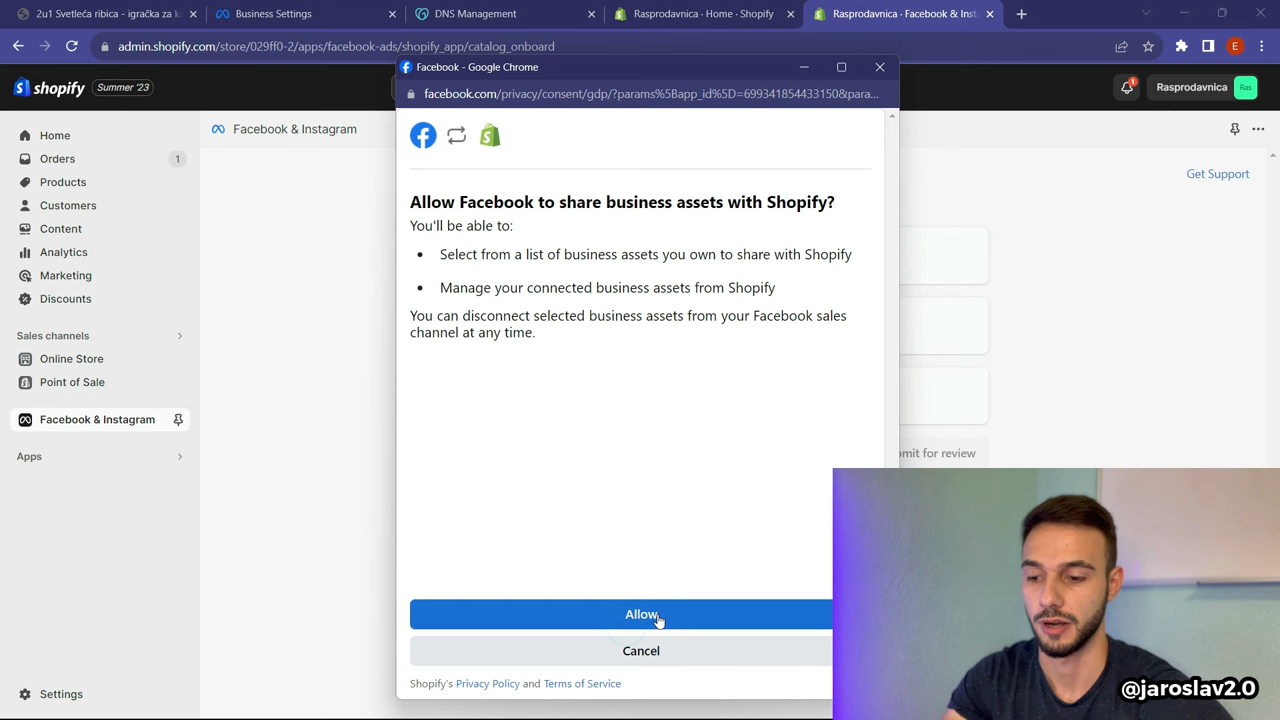 2u1 Svetleća ribica - igračka za k
Business Settings
DNS Management
Rasprodavnica · Home · Shopify
Rasprodavnica · Facebook & Inst
admin.shopify.com/store/029ff0-2/apps/facebook-ads/shopify_app/catalog_onboard
E
Facebook - Google Chrome
facebook.com/privacy/consent/gdp/?params%5Bapp_id%5D=699341854433150&para...
shopify
Summer '23
1
Rasprodavnica
Ras
Home
Orders
1
Products
Customers
Content
Analytics
Marketing
Discounts
Sales channels
Online Store
Point of Sale
Facebook & Instagram
Apps
Settings
Facebook & Instagram
Get Support
Allow Facebook to share business assets with Shopify?
You'll be able to:
• Select from a list of business assets you own to share with Shopify
• Manage your connected business assets from Shopify
You can disconnect selected business assets from your Facebook sales
channel at any time.
Allow
Cancel
Shopify's Privacy Policy and Terms of Service
mit for review
@jaroslav2.0